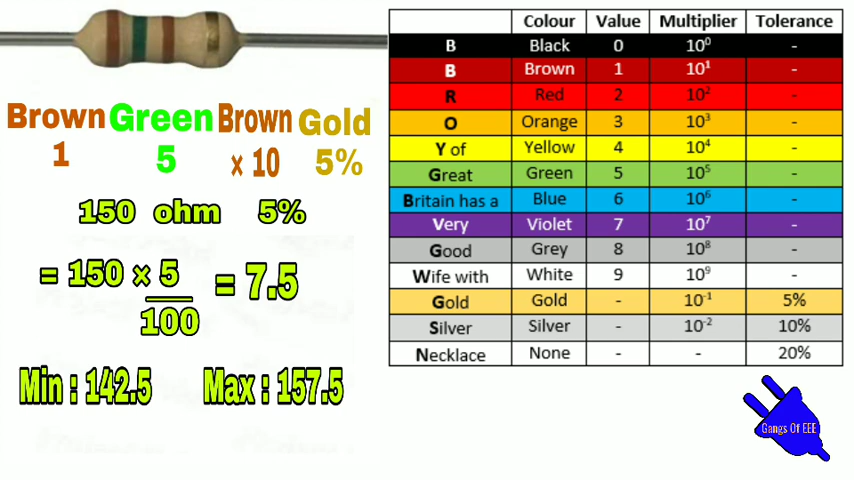 Brown Green Brown Gold
1 5 × 10 5%
150 ohm 5%
= 150 × 5 = 7.5
100
Min : 142.5 Max : 157.5
Colour Value Multiplier Tolerance
B Black 0 10⁰ -
B Brown 1 10¹ -
R Red 2 10² -
O Orange 3 10³ -
Y of Yellow 4 10⁴ -
Great Green 5 10⁵ -
Britain has a Blue 6 10⁶ -
Very Violet 7 10⁷ -
Good Grey 8 10⁸ -
Wife with White 9 10⁹ -
Gold Gold - 10⁻¹ 5%
Silver Silver - 10⁻² 10%
Necklace None - - 20%
Gangs Of EEE